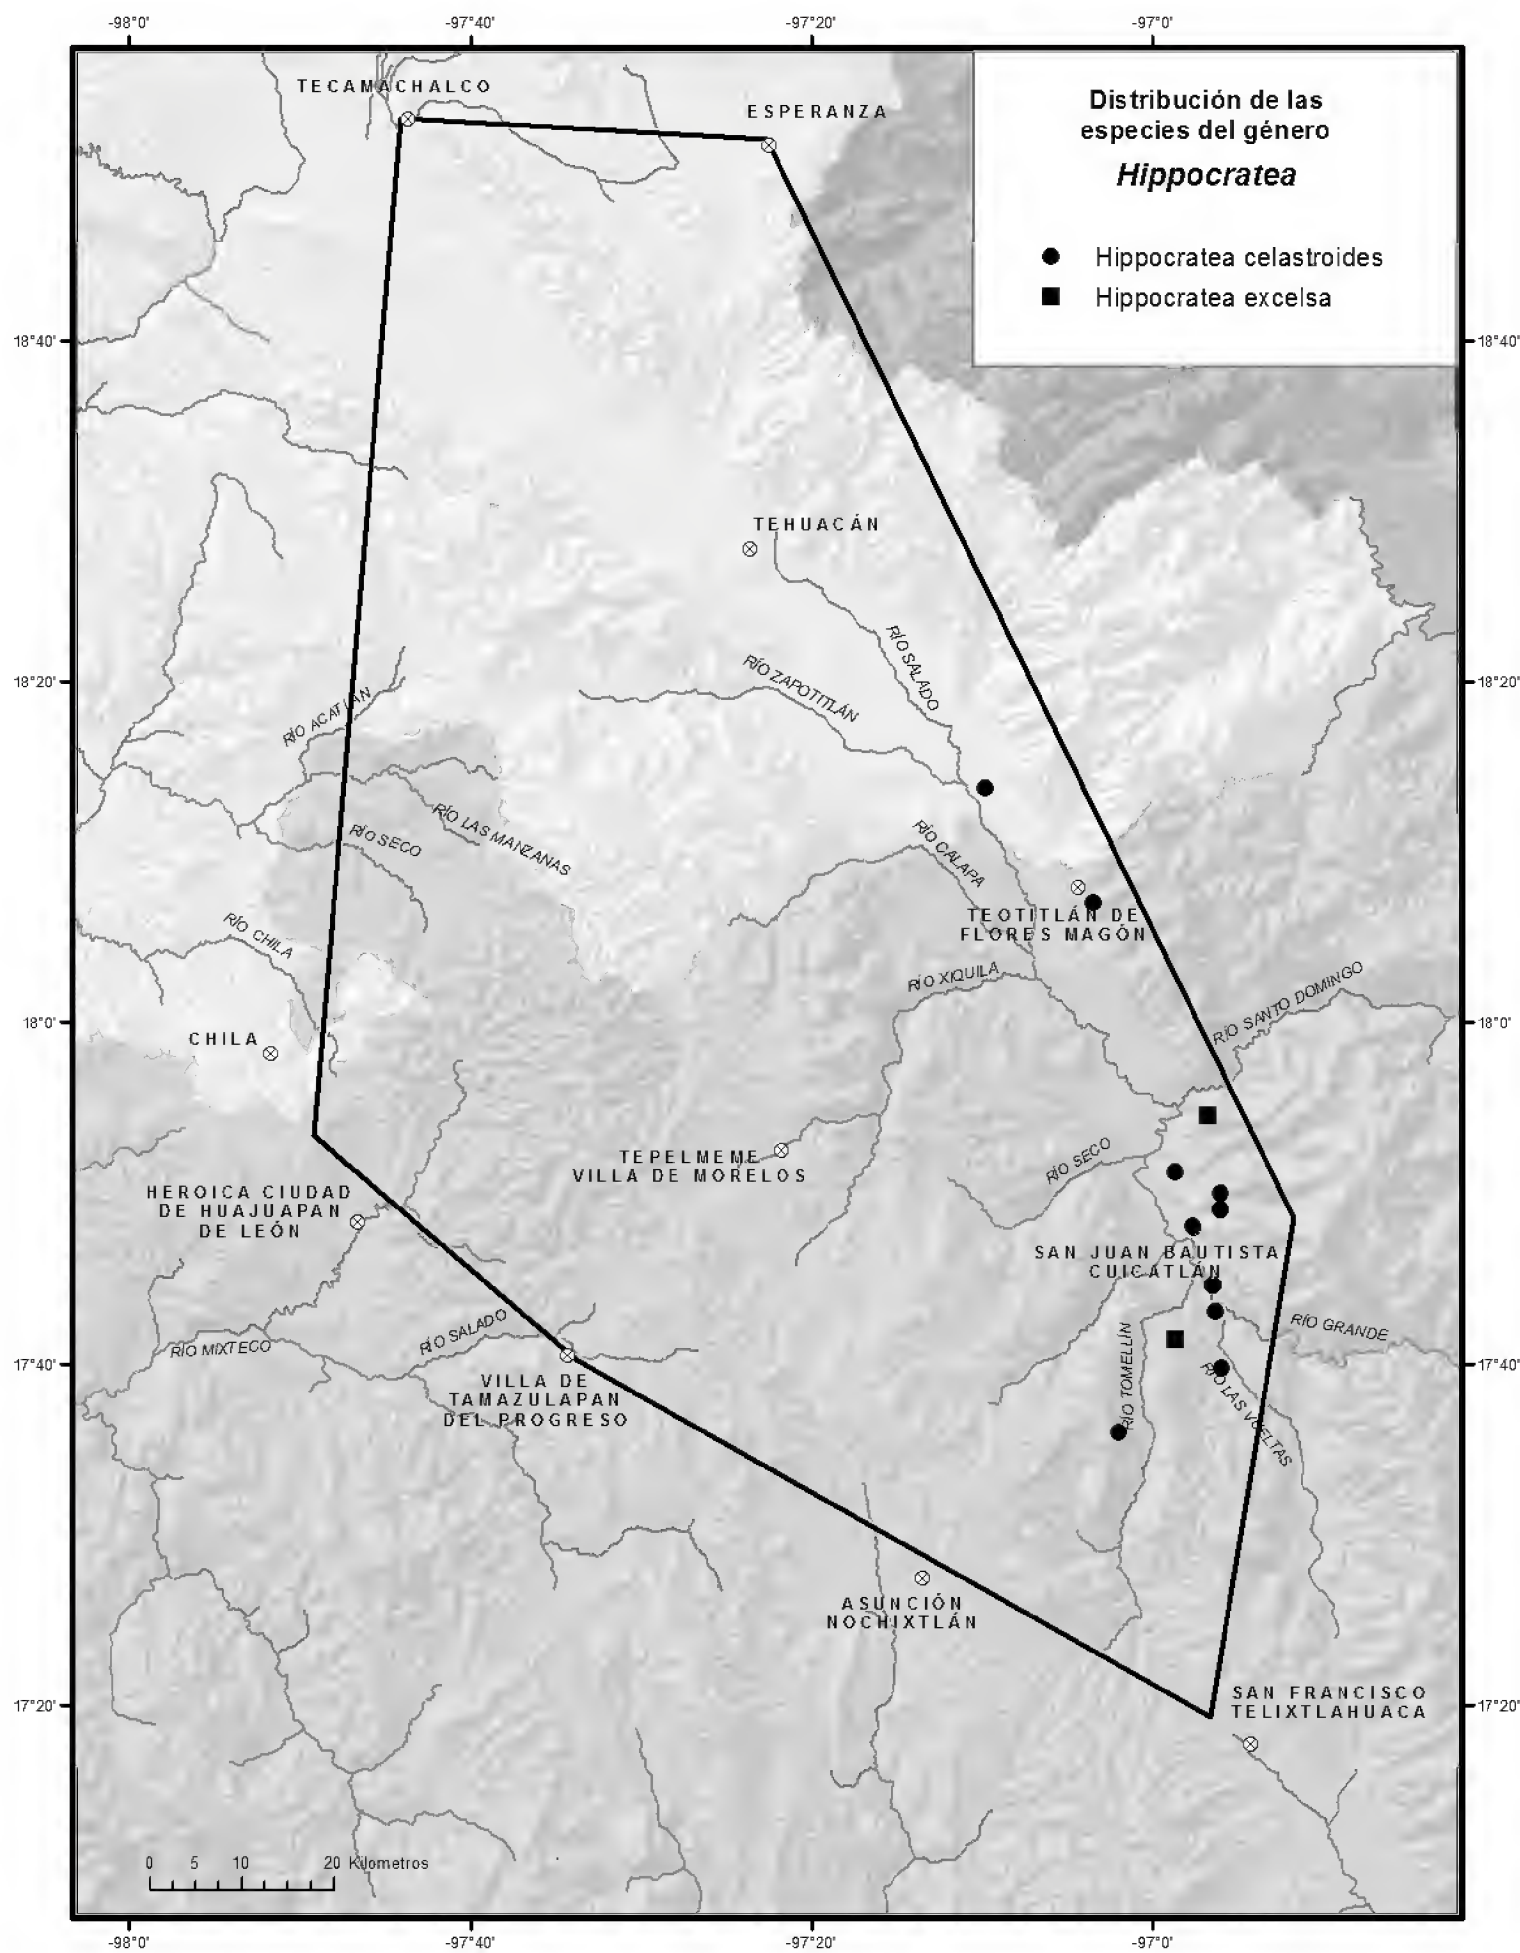 -98°0'
-97°40'
-97°20'
-97°0'
TECAMACHALCO
ESPERANZA
Distribución de las
especies del género
Hippocratea
Hippocratea celastroides
Hippocratea excelsa
18°40'
18°40'
TEHUACÁN
RÍO SALADO
RÍO ZAPOTITLÁN
18°20'
18°20'
RÍO ACATLÁN
RÍO LAS MANZANAS
RÍO SECO
RÍO CALAPA
TEOTITLÁN DE
FLORES MAGÓN
RÍO CHILA
RÍO XIQUILA
RÍO SANTO DOMINGO
18°0'
18°0'
CHILA
TEPELMEME
VILLA DE MORELOS
RÍO SECO
HEROICA CIUDAD
DE HUAJUAPAN
DE LEÓN
SAN JUAN BAUTISTA
CUICATLÁN
RÍO SALADO
RÍO MIXTECO
RÍO GRANDE
RÍO TOMELLÍN
17°40'
17°40'
VILLA DE
TAMAZULAPAN
DEL PROGRESO
RÍO LAS VUELTAS
ASUNCIÓN
NOCHIXTLÁN
SAN FRANCISCO
TELIXTLAHUACA
17°20'
17°20'
0 5 10 20 Kilometros
-98°0'
-97°40'
-97°20'
-97°0'